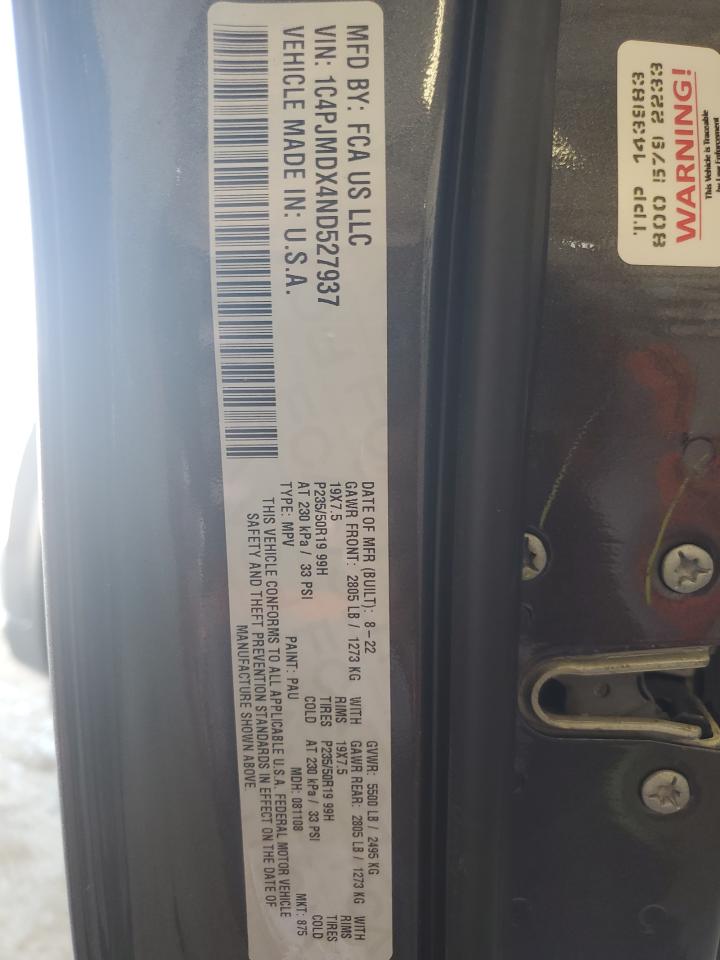 MFD BY: FCA US LLC
VIN: 1C4PJMDX4ND527937
VEHICLE MADE IN: U.S.A.
DATE OF MFR (BUILT): 8-22 GVWR: 5500 LB / 2495 KG
GAWR FRONT: 2805 LB / 1273 KG WITH GAWR REAR: 2805 LB / 1273 KG WITH
19X7.5 RIMS 19X7.5 RIMS
P235/50R19 99H TIRES P235/50R19 99H TIRES
AT 230 kPa / 33 PSI COLD AT 230 kPa / 33 PSI COLD
TYPE: MPV PAINT: PAU MDH: 081108 MKT: 875
THIS VEHICLE CONFORMS TO ALL APPLICABLE U.S.A. FEDERAL MOTOR VEHICLE
SAFETY AND THEFT PREVENTION STANDARDS IN EFFECT ON THE DATE OF
MANUFACTURE SHOWN ABOVE.
WARNING!
This Vehicle is Traceable
by Law Enforcement